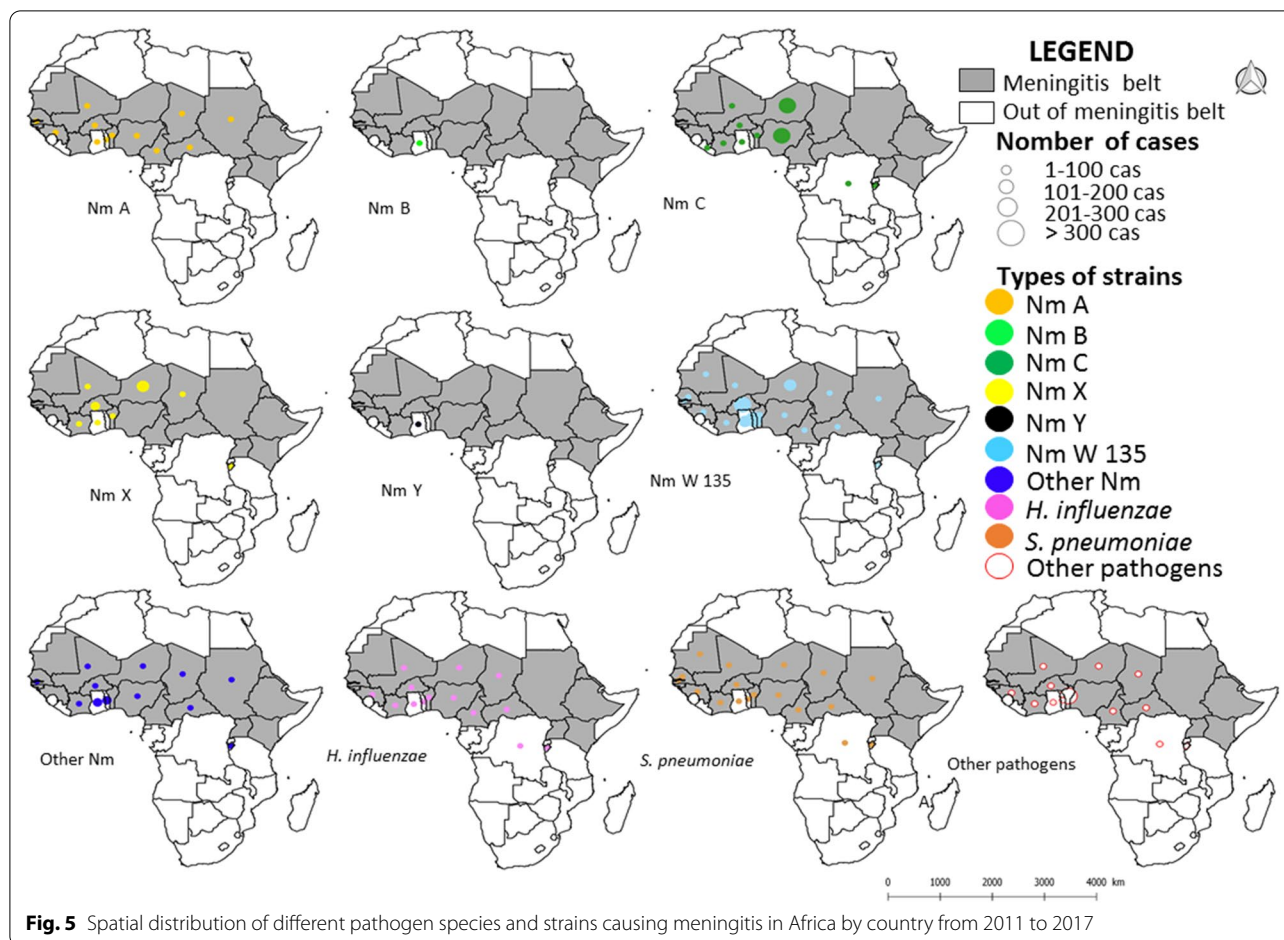 LEGEND
Meningitis belt
Out of meningitis belt
Nomber of cases
1-100 cas
101-200 cas
201-300 cas
> 300 cas
Types of strains
Nm A
Nm B
Nm C
Nm X
Nm Y
Nm W 135
Other Nm
H. influenzae
S. pneumoniae
Other pathogens
Nm A
Nm B
Nm C
Nm X
Nm Y
Nm W 135
Other Nm
H. influenzae
S. pneumoniae
A.
Other pathogens
0 1000 2000 3000 4000 km
Fig. 5 Spatial distribution of different pathogen species and strains causing meningitis in Africa by country from 2011 to 2017